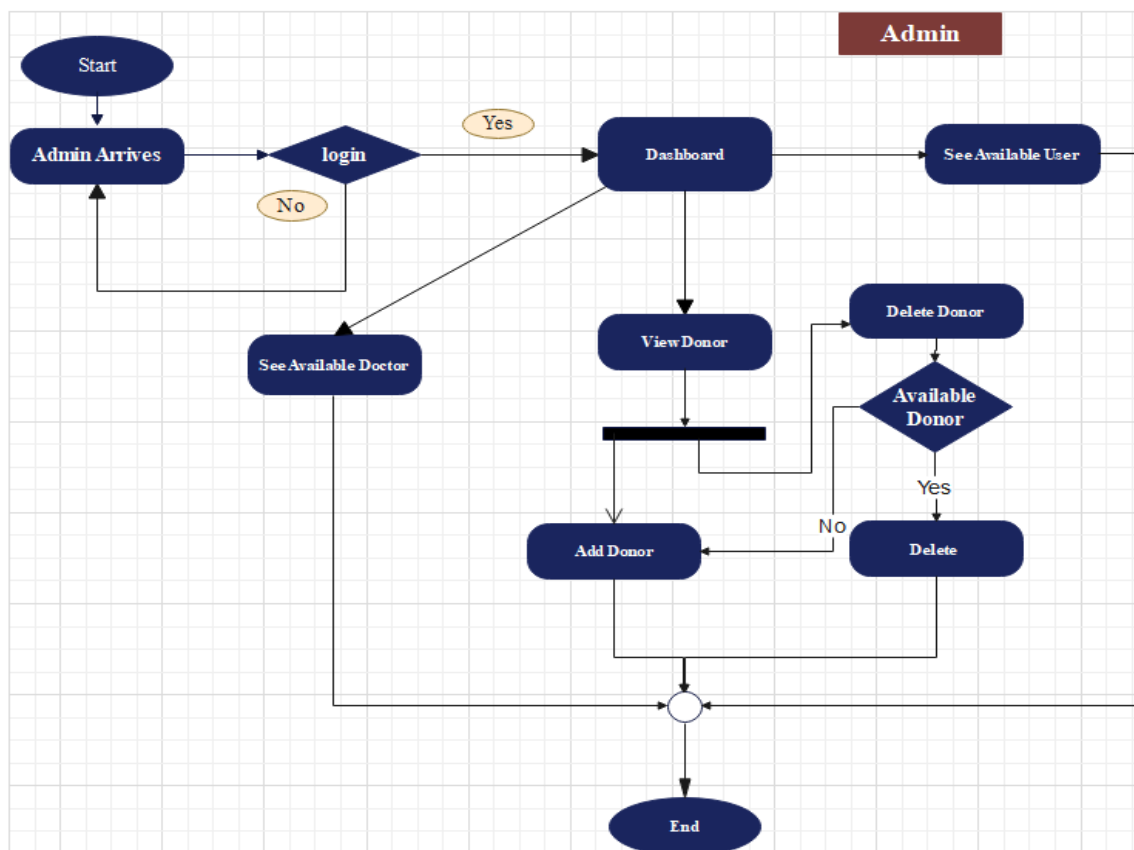 Admin
Start
Admin Arrives
login
Yes
No
Dashboard
See Available User
See Available Doctor
View Donor
Delete Donor
Available
Donor
Yes
No
Add Donor
Delete
End